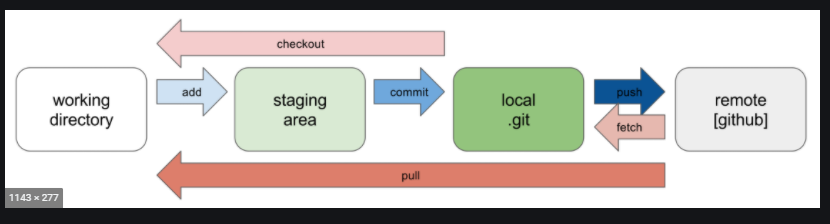 checkout
working
directory
add
staging
area
commit
local
.git
push
fetch
remote
[github]
pull
1143 × 277